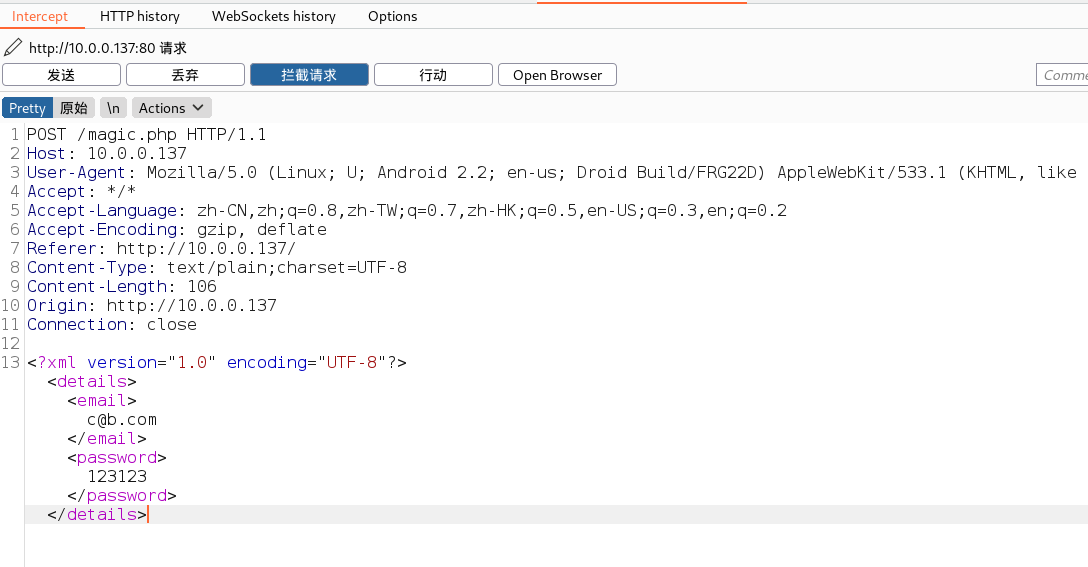 Intercept HTTP history WebSockets history Options
http://10.0.0.137:80 请求
发送 丢弃 拦截请求 行动 Open Browser Comme
Pretty 原始 \n Actions
1 POST /magic.php HTTP/1.1
2 Host: 10.0.0.137
3 User-Agent: Mozilla/5.0 (Linux; U; Android 2.2; en-us; Droid Build/FRG22D) AppleWebKit/533.1 (KHTML, like
4 Accept: */*
5 Accept-Language: zh-CN,zh;q=0.8,zh-TW;q=0.7,zh-HK;q=0.5,en-US;q=0.3,en;q=0.2
6 Accept-Encoding: gzip, deflate
7 Referer: http://10.0.0.137/
8 Content-Type: text/plain;charset=UTF-8
9 Content-Length: 106
10 Origin: http://10.0.0.137
11 Connection: close
12
13 <?xml version="1.0" encoding="UTF-8"?>
<details>
<email>
c@b.com
</email>
<password>
123123
</password>
</details>